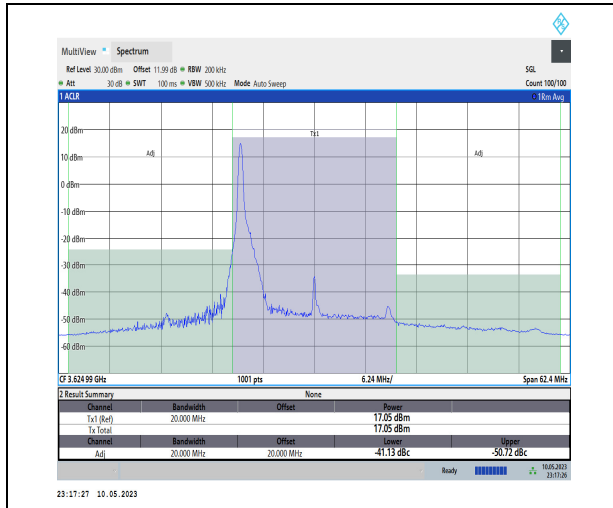 MultiView Spectrum
Ref Level 30.00 dBm Offset 11.99 dB RBW 200 kHz SGL
Att 30 dB SWT 100 ms VBW 500 kHz Mode Auto Sweep Count 100/100
1 ACLR 1Rm Avg
20 dBm
Tx1
10 dBm
Adj Adj
0 dBm
-10 dBm
-20 dBm
-30 dBm
-40 dBm
-50 dBm
-60 dBm
CF 3.62499 GHz 1001 pts 6.24 MHz/ Span 62.4 MHz
2 Result Summary None
Channel Bandwidth Offset Power
Tx1 (Ref) 20.000 MHz 17.05 dBm
Tx Total 17.05 dBm
Channel Bandwidth Offset Lower Upper
Adj 20.000 MHz 20.000 MHz -41.13 dBc -50.72 dBc
Ready 10.05.2023
23:17:26
23:17:27 10.05.2023